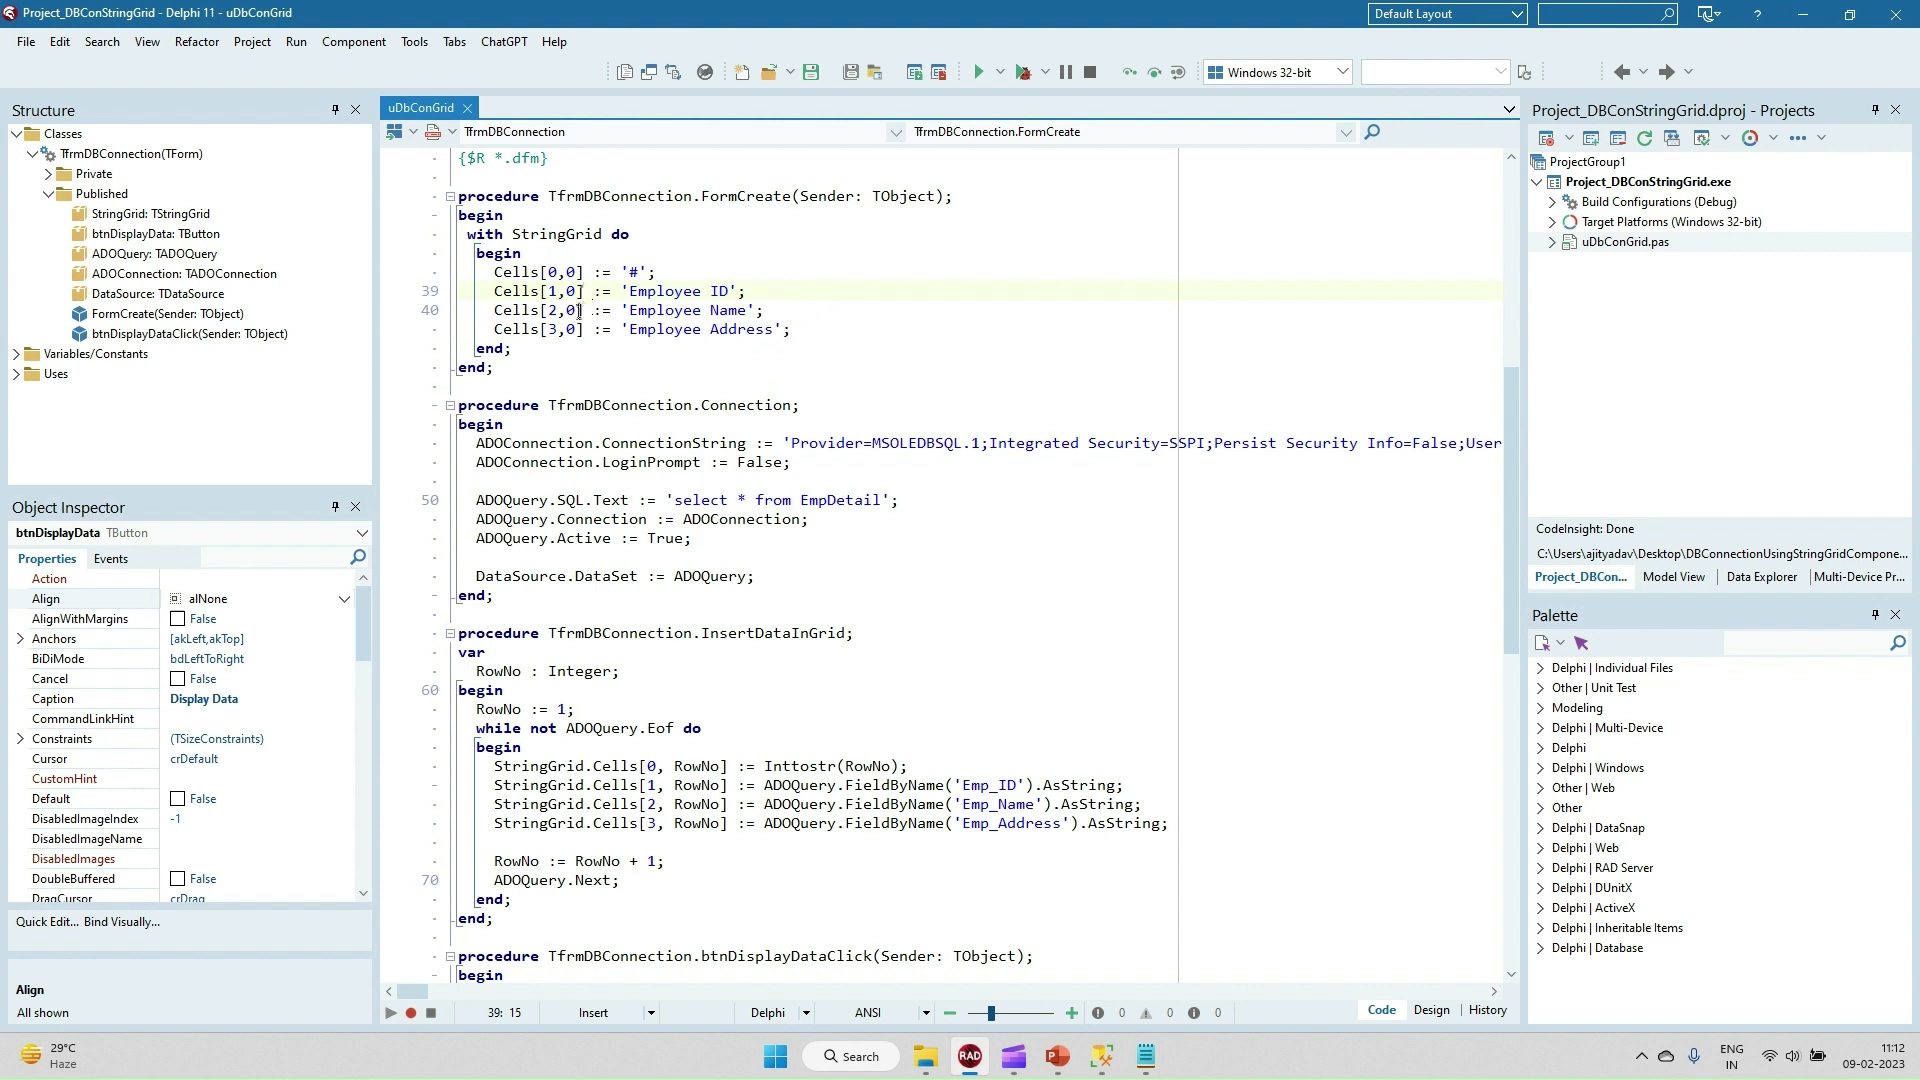 Project_DBConStringGrid - Delphi 11 - uDbConGrid
Default Layout
?
File Edit Search View Refactor Project Run Component Tools Tabs ChatGPT Help
Windows 32-bit
Structure
Classes
TfrmDBConnection(TForm)
Private
Published
StringGrid: TStringGrid
btnDisplayData: TButton
ADOQuery: TADOQuery
ADOConnection: TADOConnection
DataSource: TDataSource
FormCreate(Sender: TObject)
btnDisplayDataClick(Sender: TObject)
Variables/Constants
Uses
Object Inspector
btnDisplayData TButton
Properties Events
Action
Align alNone
AlignWithMargins False
Anchors [akLeft,akTop]
BiDiMode bdLeftToRight
Cancel False
Caption Display Data
CommandLinkHint
Constraints (TSizeConstraints)
Cursor crDefault
CustomHint
Default False
DisabledImageIndex -1
DisabledImageName
DisabledImages
DoubleBuffered False
DragCursor crDrag
Quick Edit... Bind Visually...
Align
All shown
uDbConGrid
TfrmDBConnection TfrmDBConnection.FormCreate
{$R *.dfm}
procedure TfrmDBConnection.FormCreate(Sender: TObject);
begin
with StringGrid do
begin
Cells[0,0] := '#';
39 Cells[1,0] := 'Employee ID';
40 Cells[2,0] := 'Employee Name';
Cells[3,0] := 'Employee Address';
end;
end;
procedure TfrmDBConnection.Connection;
begin
ADOConnection.ConnectionString := 'Provider=MSOLEDBSQL.1;Integrated Security=SSPI;Persist Security Info=False;User
ADOConnection.LoginPrompt := False;
50 ADOQuery.SQL.Text := 'select * from EmpDetail';
ADOQuery.Connection := ADOConnection;
ADOQuery.Active := True;
DataSource.DataSet := ADOQuery;
end;
procedure TfrmDBConnection.InsertDataInGrid;
var
RowNo : Integer;
60 begin
RowNo := 1;
while not ADOQuery.Eof do
begin
StringGrid.Cells[0, RowNo] := Inttostr(RowNo);
StringGrid.Cells[1, RowNo] := ADOQuery.FieldByName('Emp_ID').AsString;
StringGrid.Cells[2, RowNo] := ADOQuery.FieldByName('Emp_Name').AsString;
StringGrid.Cells[3, RowNo] := ADOQuery.FieldByName('Emp_Address').AsString;
RowNo := RowNo + 1;
70 ADOQuery.Next;
end;
end;
procedure TfrmDBConnection.btnDisplayDataClick(Sender: TObject);
begin
39: 15 Insert Delphi ANSI 0 0 0
Code Design History
Project_DBConStringGrid.dproj - Projects
ProjectGroup1
Project_DBConStringGrid.exe
Build Configurations (Debug)
Target Platforms (Windows 32-bit)
uDbConGrid.pas
CodeInsight: Done
C:\Users\ajityadav\Desktop\DBConnectionUsingStringGridCompone...
Project_DBCon... Model View Data Explorer Multi-Device Pr...
Palette
Delphi | Individual Files
Other | Unit Test
Modeling
Delphi | Multi-Device
Delphi
Delphi | Windows
Other | Web
Other
Delphi | DataSnap
Delphi | Web
Delphi | RAD Server
Delphi | DUnitX
Delphi | ActiveX
Delphi | Inheritable Items
Delphi | Database
29°C
Haze
Search
RAD
ENG
IN
11:12
09-02-2023